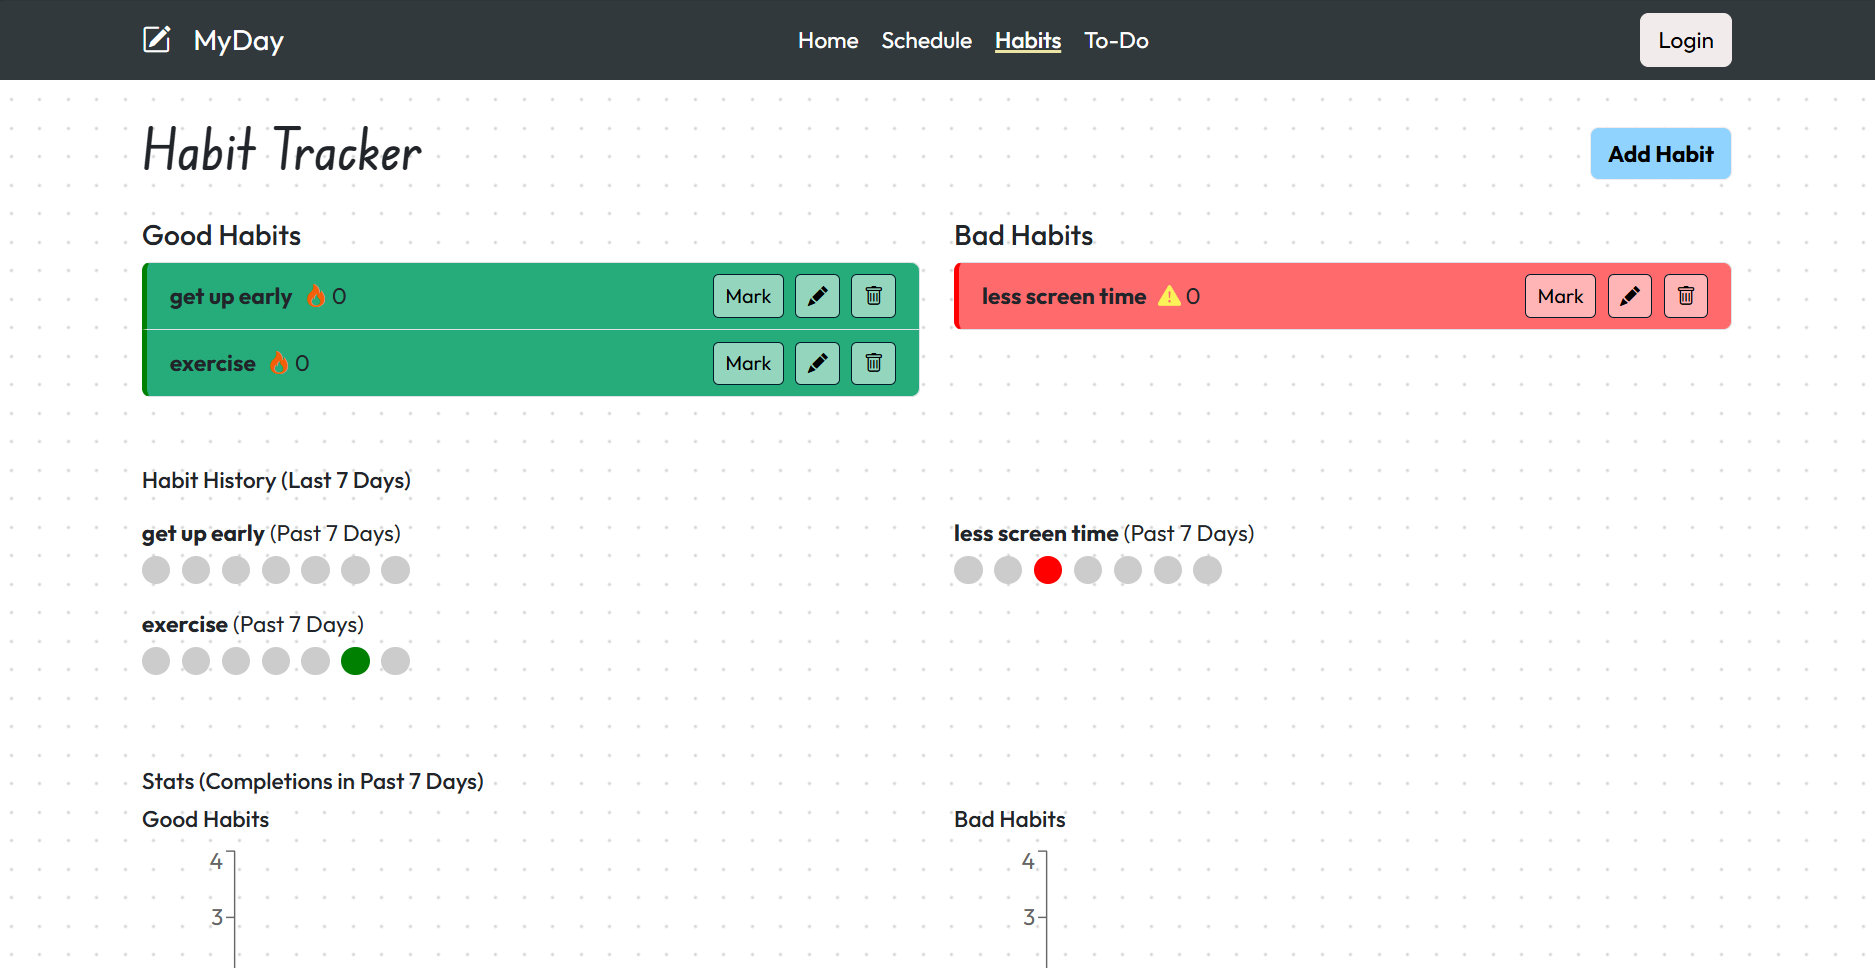 MyDay Home Schedule Habits To-Do Login
Habit Tracker Add Habit
Good Habits
get up early 0 Mark
exercise 0 Mark
Bad Habits
less screen time 0 Mark
Habit History (Last 7 Days)
get up early (Past 7 Days)
exercise (Past 7 Days)
less screen time (Past 7 Days)
Stats (Completions in Past 7 Days)
Good Habits
4
3
Bad Habits
4
3